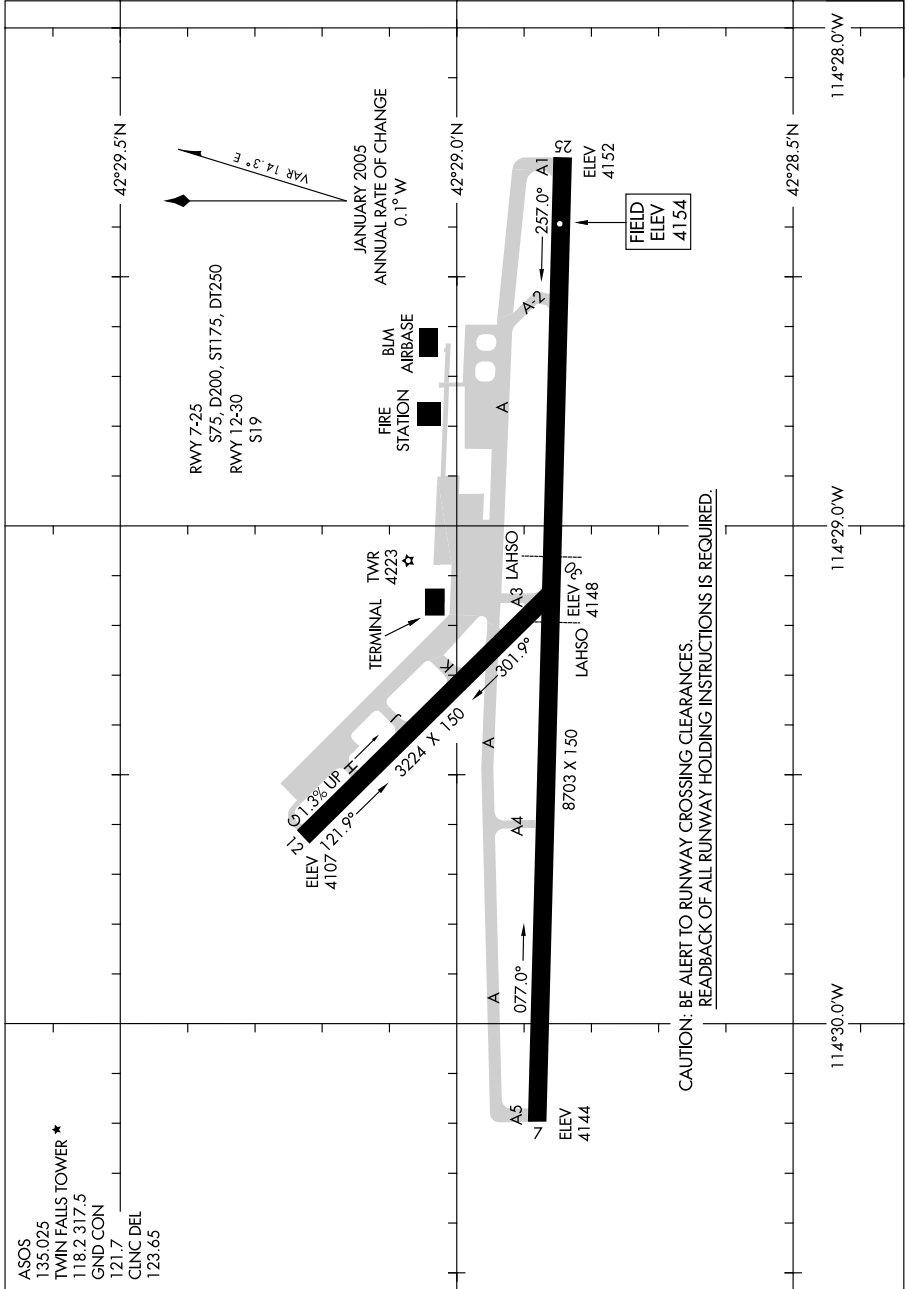 ASOS
135.025
TWIN FALLS TOWER ★
118.2 317.5
GND CON
121.7
CLNC DEL
123.65
42°29.5'N
42°29.0'N
42°28.5'N
114°28.0'W
114°29.0'W
114°30.0'W
VAR 14.3° E
JANUARY 2005
ANNUAL RATE OF CHANGE
0.1° W
RWY 7-25
S75, D200, ST175, DT250
RWY 12-30
S19
BLM
AIRBASE
FIRE
STATION
TWR
4223
TERMINAL
FIELD
ELEV
4154
25
ELEV
4152
A1
257.0°
A-2
A
A3
LAHSO
30
ELEV
4148
LAHSO
301.9°
K
J
3224 X 150
H
1.3% UP
G
121.9°
12
ELEV
4107
A
A4
8703 X 150
077.0°
A
A5
7
ELEV
4144
CAUTION: BE ALERT TO RUNWAY CROSSING CLEARANCES.
READBACK OF ALL RUNWAY HOLDING INSTRUCTIONS IS REQUIRED.